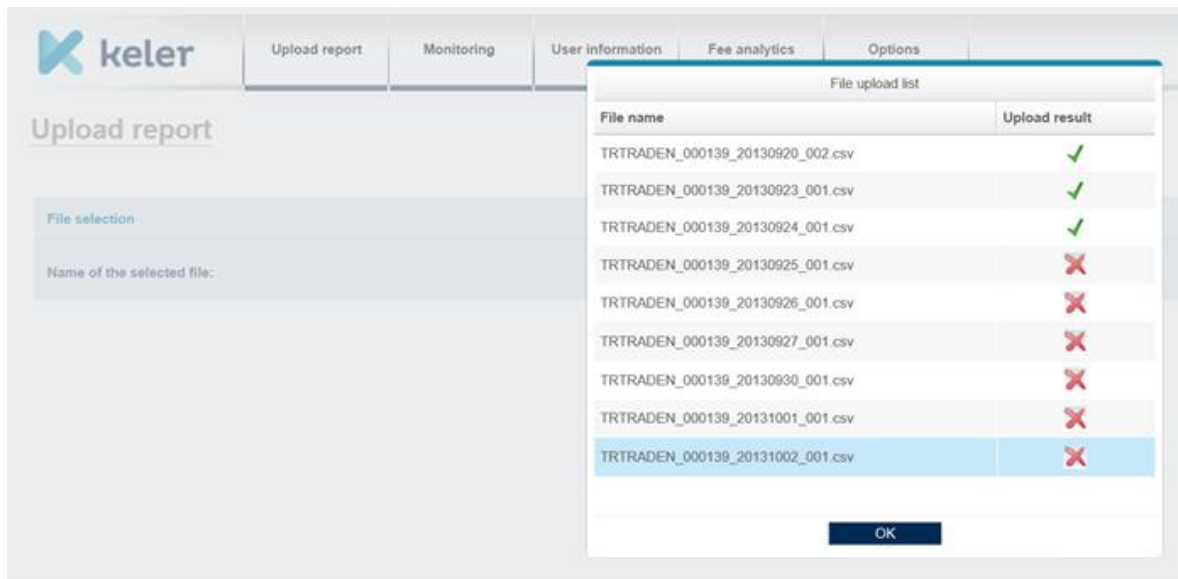 keler
Upload report
Monitoring
User information
Fee analytics
Options
Upload report
File selection
Name of the selected file:
File upload list
File name
Upload result
TRTRADEN_000139_20130920_002.csv
TRTRADEN_000139_20130923_001.csv
TRTRADEN_000139_20130924_001.csv
TRTRADEN_000139_20130925_001.csv
TRTRADEN_000139_20130926_001.csv
TRTRADEN_000139_20130927_001.csv
TRTRADEN_000139_20130930_001.csv
TRTRADEN_000139_20131001_001.csv
TRTRADEN_000139_20131002_001.csv
OK